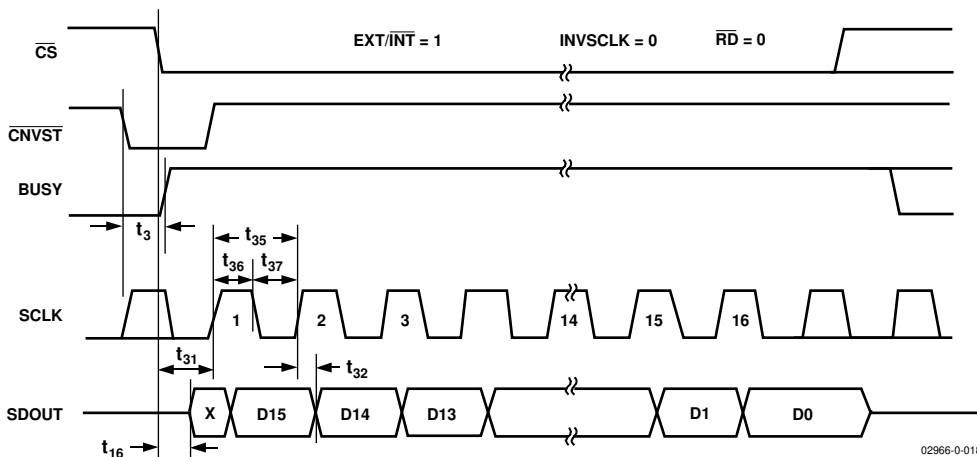 EXT/INT = 1 INVSCLK = 0 RD = 0
CS
CNVST
BUSY
t3
t35
t36 t37
SCLK
1 2 3 14 15 16
t31
t32
SDOUT
X D15 D14 D13 D1 D0
t16
02966-0-018